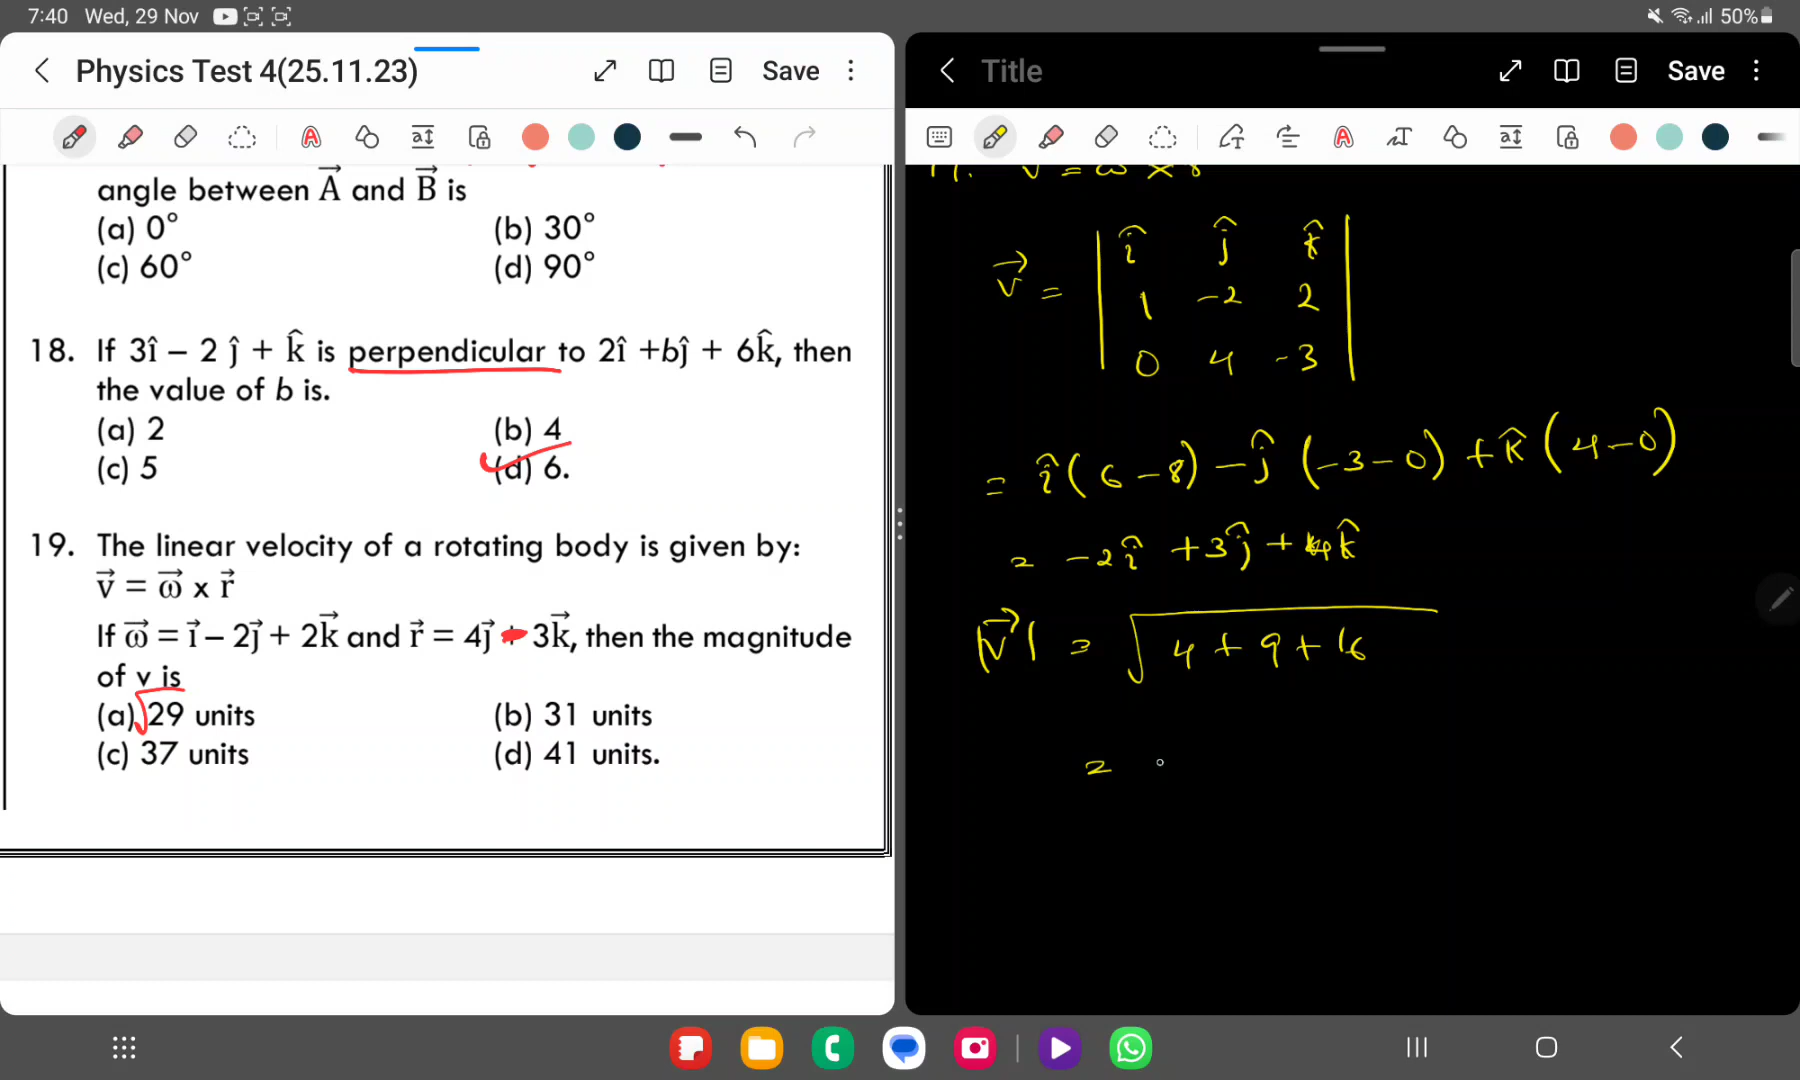 7:40 Wed, 29 Nov
50%
Physics Test 4(25.11.23)
Save
angle between A⃗ and B⃗ is
(a) 0° (b) 30°
(c) 60° (d) 90°
18. If 3î – 2 ĵ + k̂ is perpendicular to 2î +bĵ + 6k̂, then
the value of b is.
(a) 2 (b) 4
(c) 5 (d) 6.
19. The linear velocity of a rotating body is given by:
v⃗ = ω⃗ x r⃗
If ω⃗ = i⃗ – 2j⃗ + 2k⃗ and r⃗ = 4j⃗ - 3k⃗, then the magnitude
of v is
(a) √29 units (b) 31 units
(c) 37 units (d) 41 units.
Title
Save
v⃗ = | î ĵ k̂ |
1 -2 2
0 4 -3
= î(6-8) - ĵ(-3-0) + k̂(4-0)
= -2î + 3ĵ + 4k̂
|v⃗| = √4+9+16
=